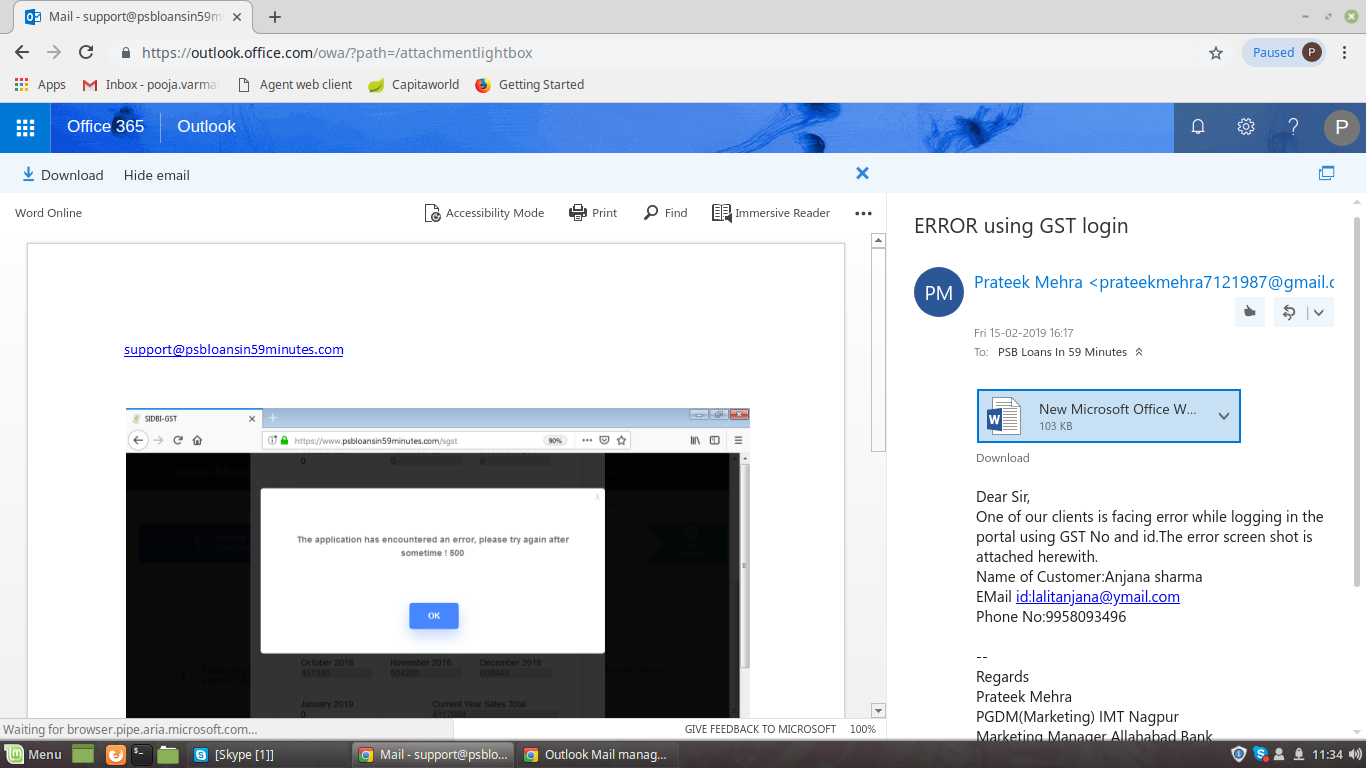 Mail - support@psbloansin59m
https://outlook.office.com/owa/?path=/attachmentlightbox
Paused P
Apps Inbox - pooja.varma Agent web client Capitaworld Getting Started
Office 365 Outlook
? P
Download Hide email
Word Online Accessibility Mode Print Find Immersive Reader
support@psbloansin59minutes.com
SIDBI-GST
https://www.psbloansin59minutes.com/sgst 90%
0 0 0
x
The application has encountered an error, please try again after
sometime ! 500
OK
October 2018 November 2018 December 2018
January 2019 Current Year Sales Total
0
ERROR using GST login
PM
Prateek Mehra <prateekmehra7121987@gmail.c
Fri 15-02-2019 16:17
To: PSB Loans In 59 Minutes
New Microsoft Office W...
103 KB
Download
Dear Sir,
One of our clients is facing error while logging in the
portal using GST No and id.The error screen shot is
attached herewith.
Name of Customer:Anjana sharma
EMail id:lalitanjana@ymail.com
Phone No:9958093496
--
Regards
Prateek Mehra
PGDM(Marketing) IMT Nagpur
Marketing Manager Allahabad Bank
Waiting for browser.pipe.aria.microsoft.com...
GIVE FEEDBACK TO MICROSOFT 100%
Menu [Skype [1]] Mail - support@psblo... Outlook Mail manag... 11:34